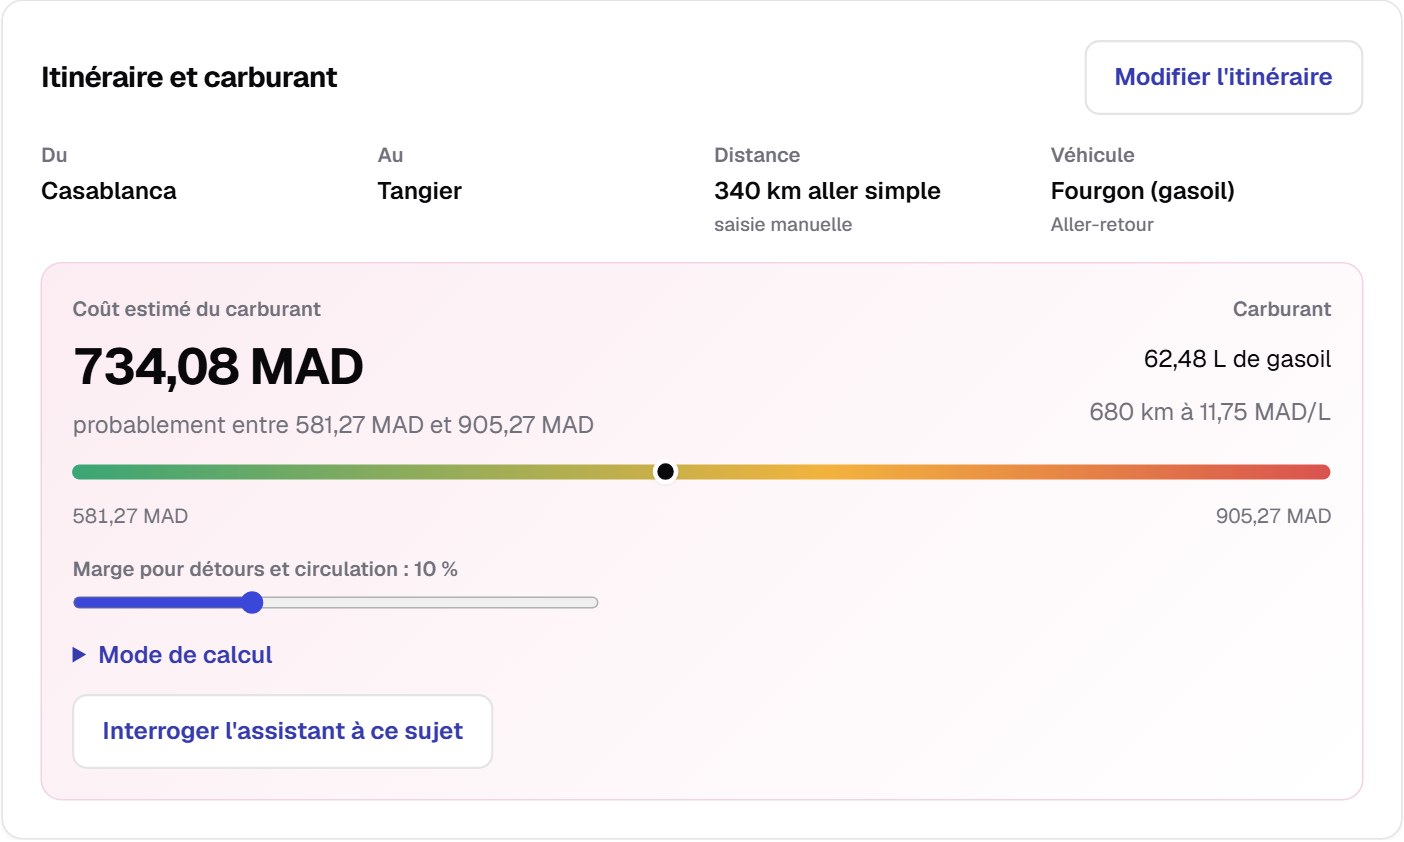 Itinéraire et carburant
Modifier l'itinéraire
Du
Casablanca
Au
Tangier
Distance
340 km aller simple
saisie manuelle
Véhicule
Fourgon (gasoil)
Aller-retour
Coût estimé du carburant
734,08 MAD
probablement entre 581,27 MAD et 905,27 MAD
Carburant
62,48 L de gasoil
680 km à 11,75 MAD/L
581,27 MAD
905,27 MAD
Marge pour détours et circulation : 10 %
Mode de calcul
Interroger l'assistant à ce sujet